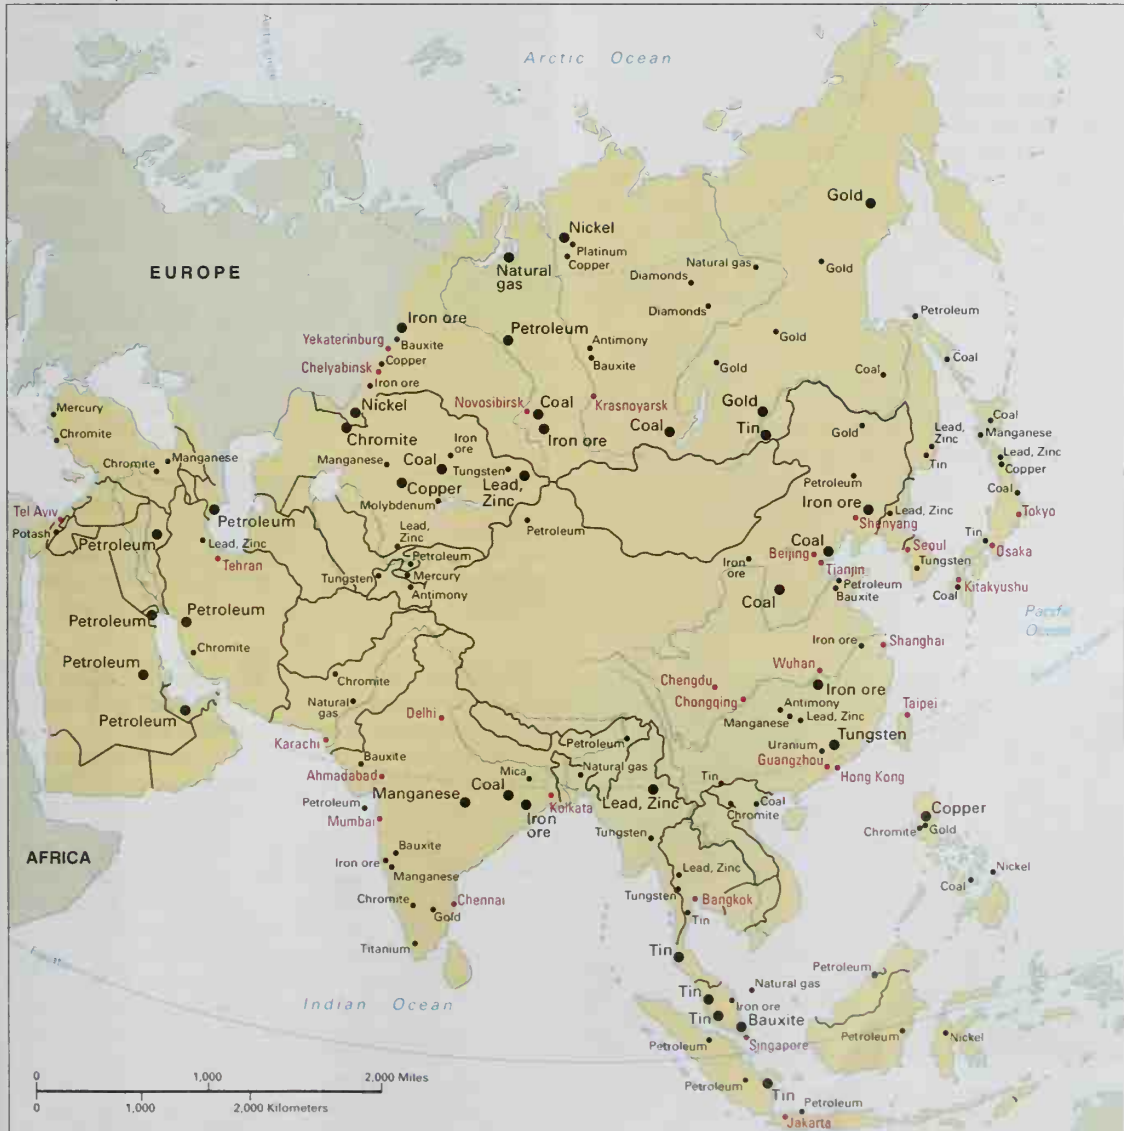 Arctic Ocean
Arctic Circle
Gold
Nickel
Platinum
Copper
Natural
gas
EUROPE
Natural gas
Gold
Diamonds
Diamonds
Petroleum
Iron ore
Bauxite
Yekaterinburg
Copper
Chelyabinsk
Iron ore
Petroleum
Antimony
Bauxite
Gold
Gold
Coal
Coal
Nickel
Chromite
Novosibirsk
Coal
Iron ore
Krasnoyarsk
Coal
Gold
Tin
Gold
Mercury
Chromite
Chromite
Manganese
Manganese
Iron
ore
Coal
Tungsten
Lead,
Zinc
Copper
Molybdenum
Lead,
Zinc
Tin
Coal
Manganese
Lead, Zinc
Copper
Coal
Tokyo
Petroleum
Iron ore
Lead, Zinc
Shenyang
Tin
Osaka
Tel Aviv
Potash
Petroleum
Petroleum
Lead, Zinc
Tehran
Lead,
Zinc
Petroleum
Petroleum
Tungsten
Mercury
Antimony
Iron
ore
Coal
Beijing
Tianjin
Seoul
Tungsten
Petroleum
Bauxite
Coal
Kitakyushu
Coal
Petroleum
Petroleum
Chromite
Petroleum
Petroleum
Pacific
Ocean
Iron ore
Shanghai
Wuhan
Iron ore
Chengdu
Chongqing
Antimony
Manganese
Lead, Zinc
Taipei
Tungsten
Uranium
Guangzhou
Hong Kong
Chromite
Natural
gas
Delhi
Karachi
Bauxite
Ahmadabad
Petroleum
Mumbai
Manganese
Coal
Mica
Iron
ore
Kolkata
Petroleum
Natural gas
Lead, Zinc
Tin
Coal
Chromite
Copper
Chromite
Gold
Nickel
Coal
AFRICA
Bauxite
Iron ore
Manganese
Chromite
Gold
Chennai
Titanium
Tungsten
Lead, Zinc
Tungsten
Bangkok
Tin
Tin
Indian Ocean
Tin
Tin
Natural gas
Iron ore
Bauxite
Singapore
Petroleum
Petroleum
Petroleum
Nickel
Petroleum
Tin
Petroleum
Jakarta
0 1,000 2,000 Miles
0 1,000 2,000 Kilometers